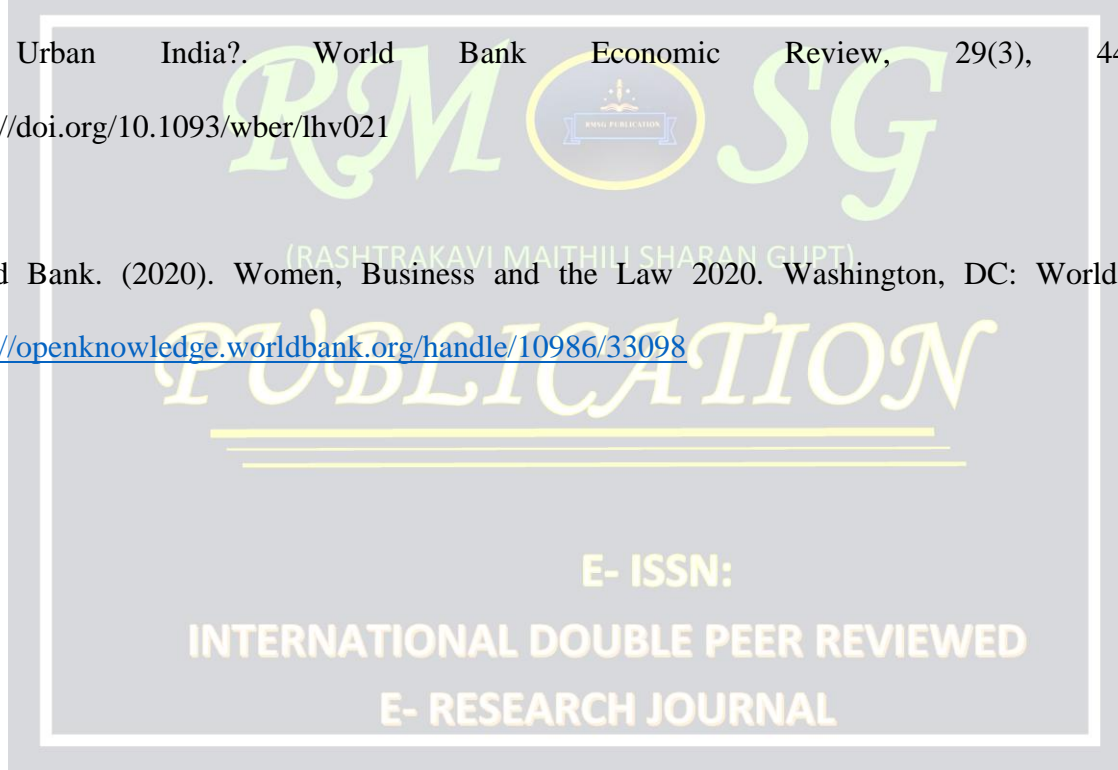 Urban India?. World Bank Economic Review, 29(3), 44
//doi.org/10.1093/wber/lhv021
RM SG
RMSG PUBLICATION
(RASHTRAKAVI MAITHILI SHARAN GUPT)
d Bank. (2020). Women, Business and the Law 2020. Washington, DC: World
//openknowledge.worldbank.org/handle/10986/33098
PUBLICATION
E- ISSN:
INTERNATIONAL DOUBLE PEER REVIEWED
E- RESEARCH JOURNAL